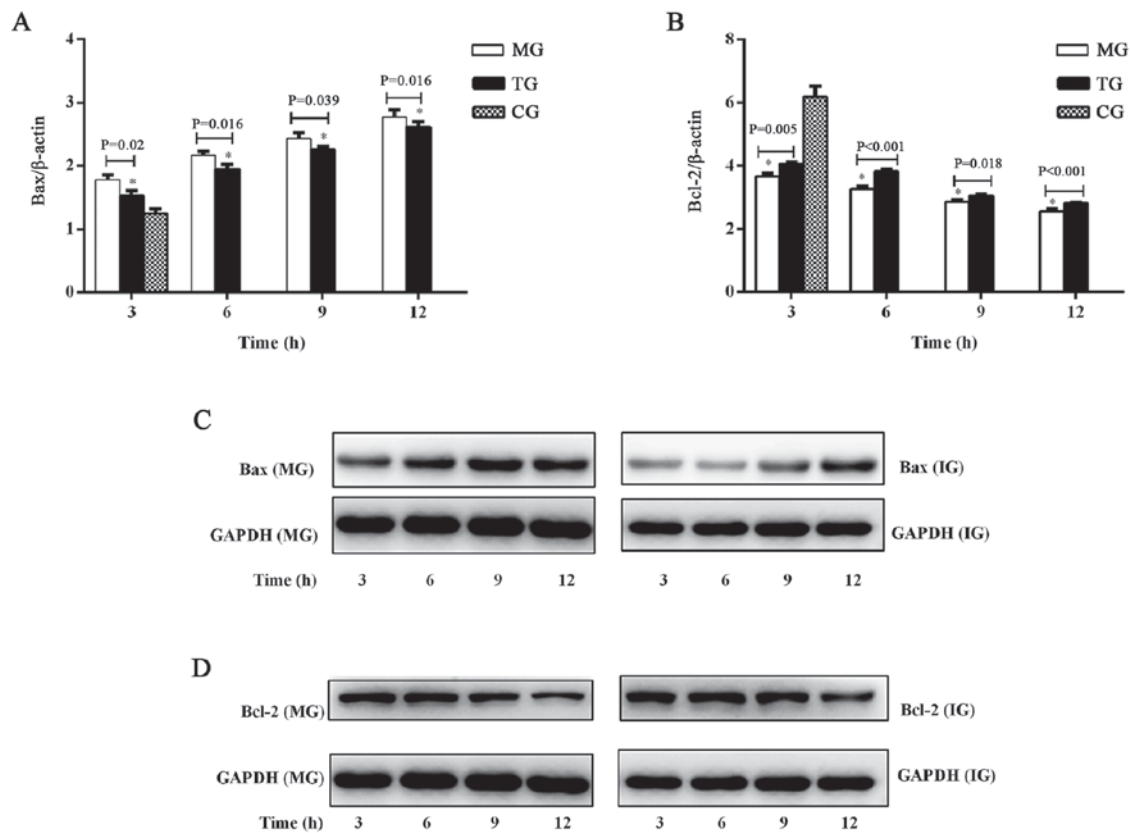 A
Bax/β-actin
4
3
2
1
0
P=0.02
P=0.016
P=0.039
P=0.016
*
*
*
*
MG
TG
CG
3 6 9 12
Time (h)
B
Bcl-2/β-actin
8
6
4
2
0
P=0.005
P<0.001
P=0.018
P<0.001
*
*
*
*
MG
TG
CG
3 6 9 12
Time (h)
C
Bax (MG)
Bax (IG)
GAPDH (MG)
GAPDH (IG)
Time (h) 3 6 9 12 3 6 9 12
D
Bcl-2 (MG)
Bcl-2 (IG)
GAPDH (MG)
GAPDH (IG)
Time (h) 3 6 9 12 3 6 9 12